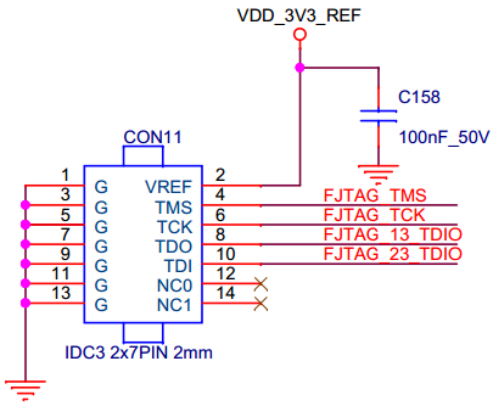 VDD_3V3_REF
C158
100nF_50V
CON11
1 G VREF 2
3 G TMS 4 FJTAG_TMS
5 G TCK 6 FJTAG_TCK
7 G TDO 8 FJTAG_13_TDIO
9 G TDI 10 FJTAG_23_TDIO
11 G NC0 12
13 G NC1 14
IDC3 2x7PIN 2mm